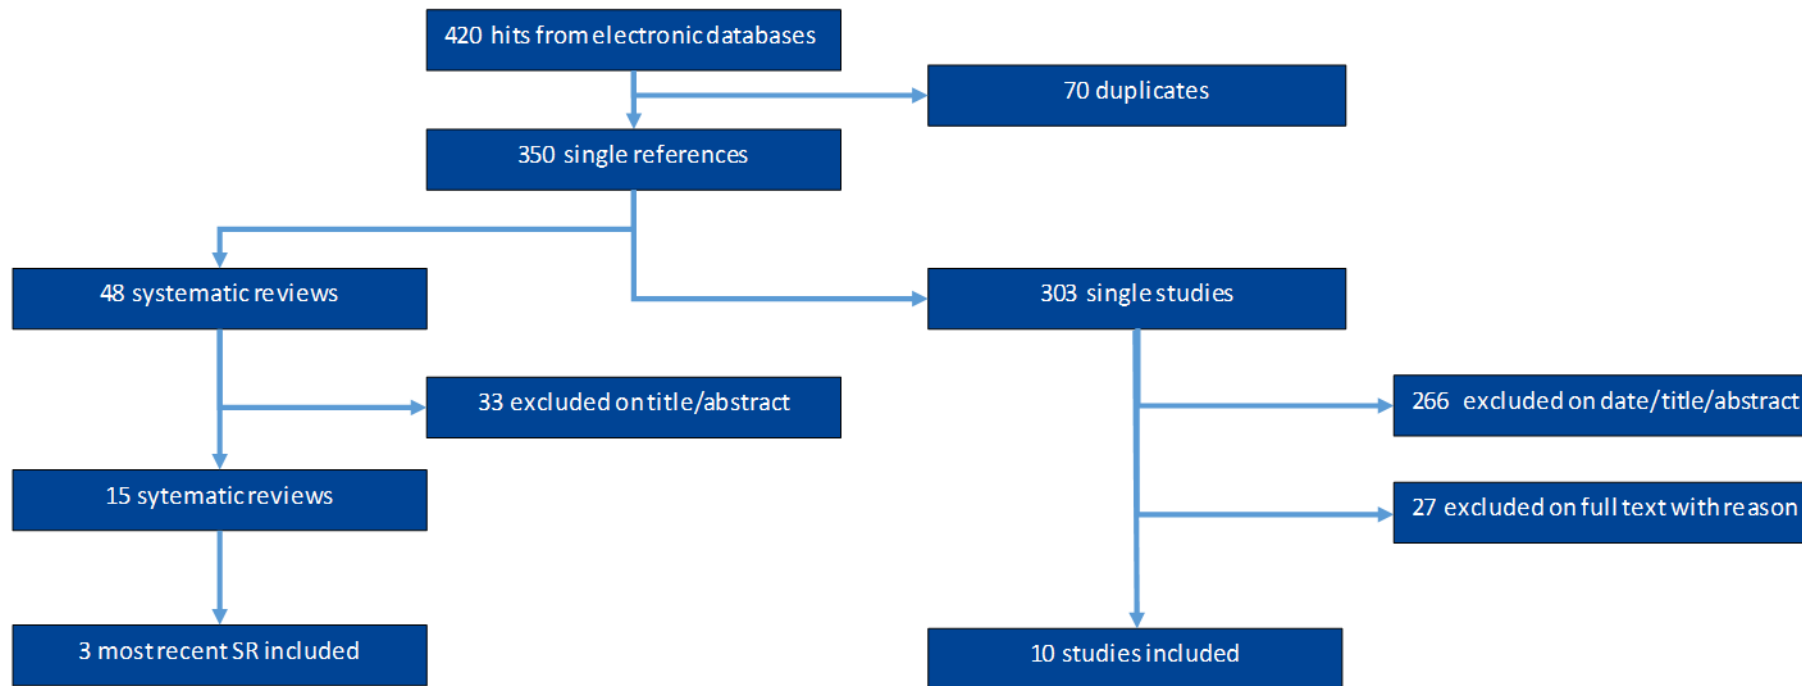 420 hits from electronic databases
70 duplicates
350 single references
48 systematic reviews
303 single studies
33 excluded on title/abstract
266 excluded on date/title/abstract
15 sytematic reviews
27 excluded on full text with reason
3 most recent SR included
10 studies included